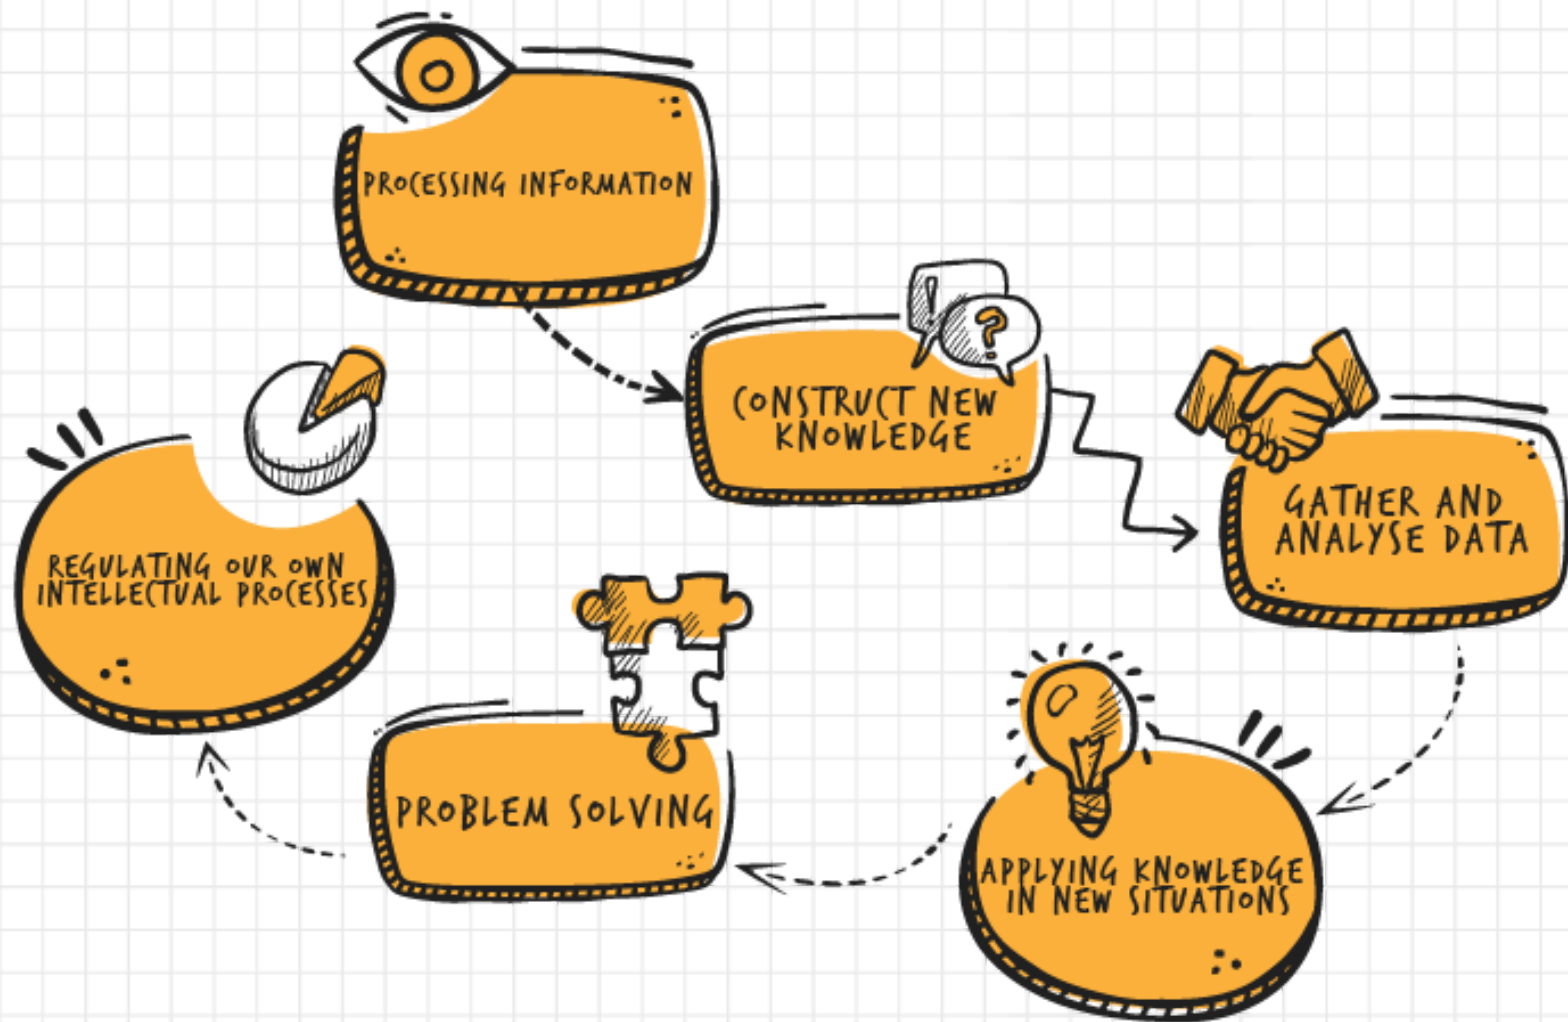 PROCESSING INFORMATION
CONSTRUCT NEW
KNOWLEDGE
GATHER AND
ANALYSE DATA
APPLYING KNOWLEDGE
IN NEW SITUATIONS
PROBLEM SOLVING
REGULATING OUR OWN
INTELLECTUAL PROCESSES